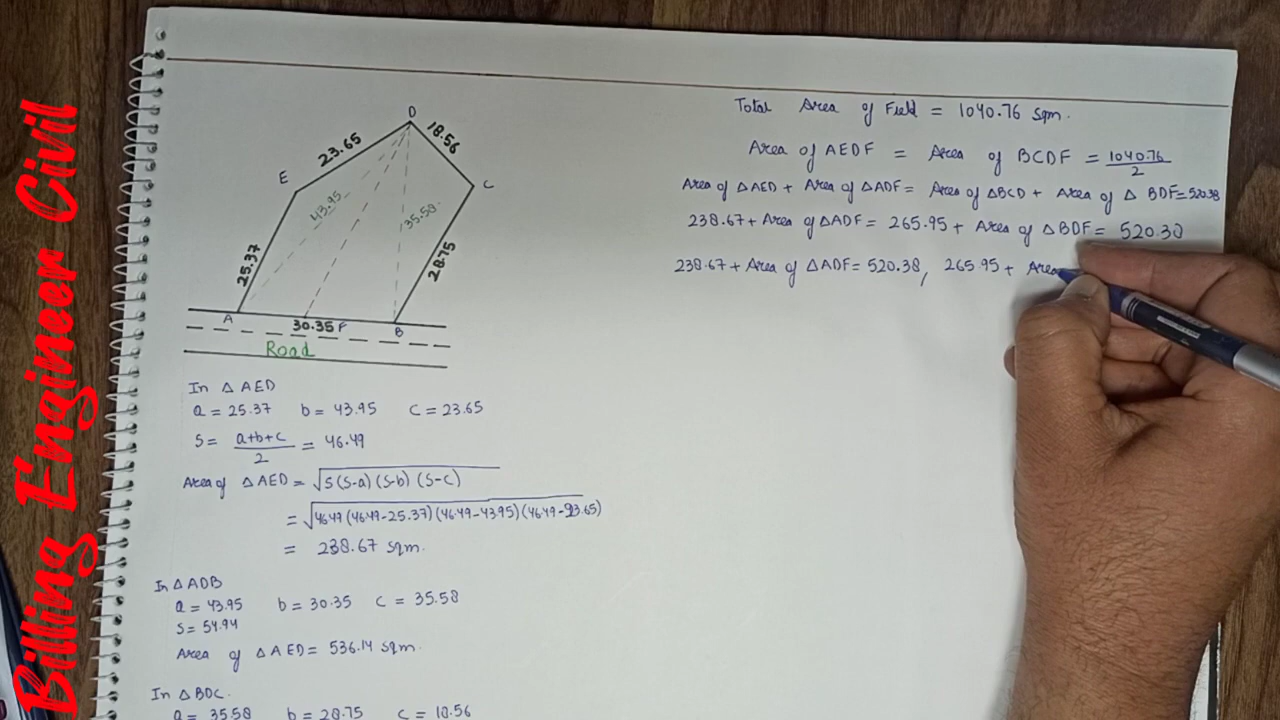 Billing Engineer Civil
D
23.65
18.56
E
C
43.95
35.58
25.37
28.75
A
30.35 F
B
Road
In △ AED
a = 25.37 b = 43.95 c = 23.65
S = a+b+c/2 = 46.49
Area of △AED = √S(S-a)(S-b)(S-c)
= √46.49(46.49-25.37)(46.49-43.95)(46.49-23.65)
= 238.67 sqm.
In △ ADB
a = 43.95 b = 30.35 c = 35.58
S = 54.94
Area of △AED = 536.14 sqm.
In △ BDC.
a = 35.58 b = 28.75 c = 18.56
Total Area of Field = 1040.76 sqm.
Area of AEDF = Area of BCDF = 1040.76/2
Area of △AED + Area of △ADF = Area of △BCD + Area of △ BDF = 520.38
238.67 + Area of △ADF = 265.95 + Area of △BDF = 520.38
238.67 + Area of △ADF = 520.38, 265.95 + Area